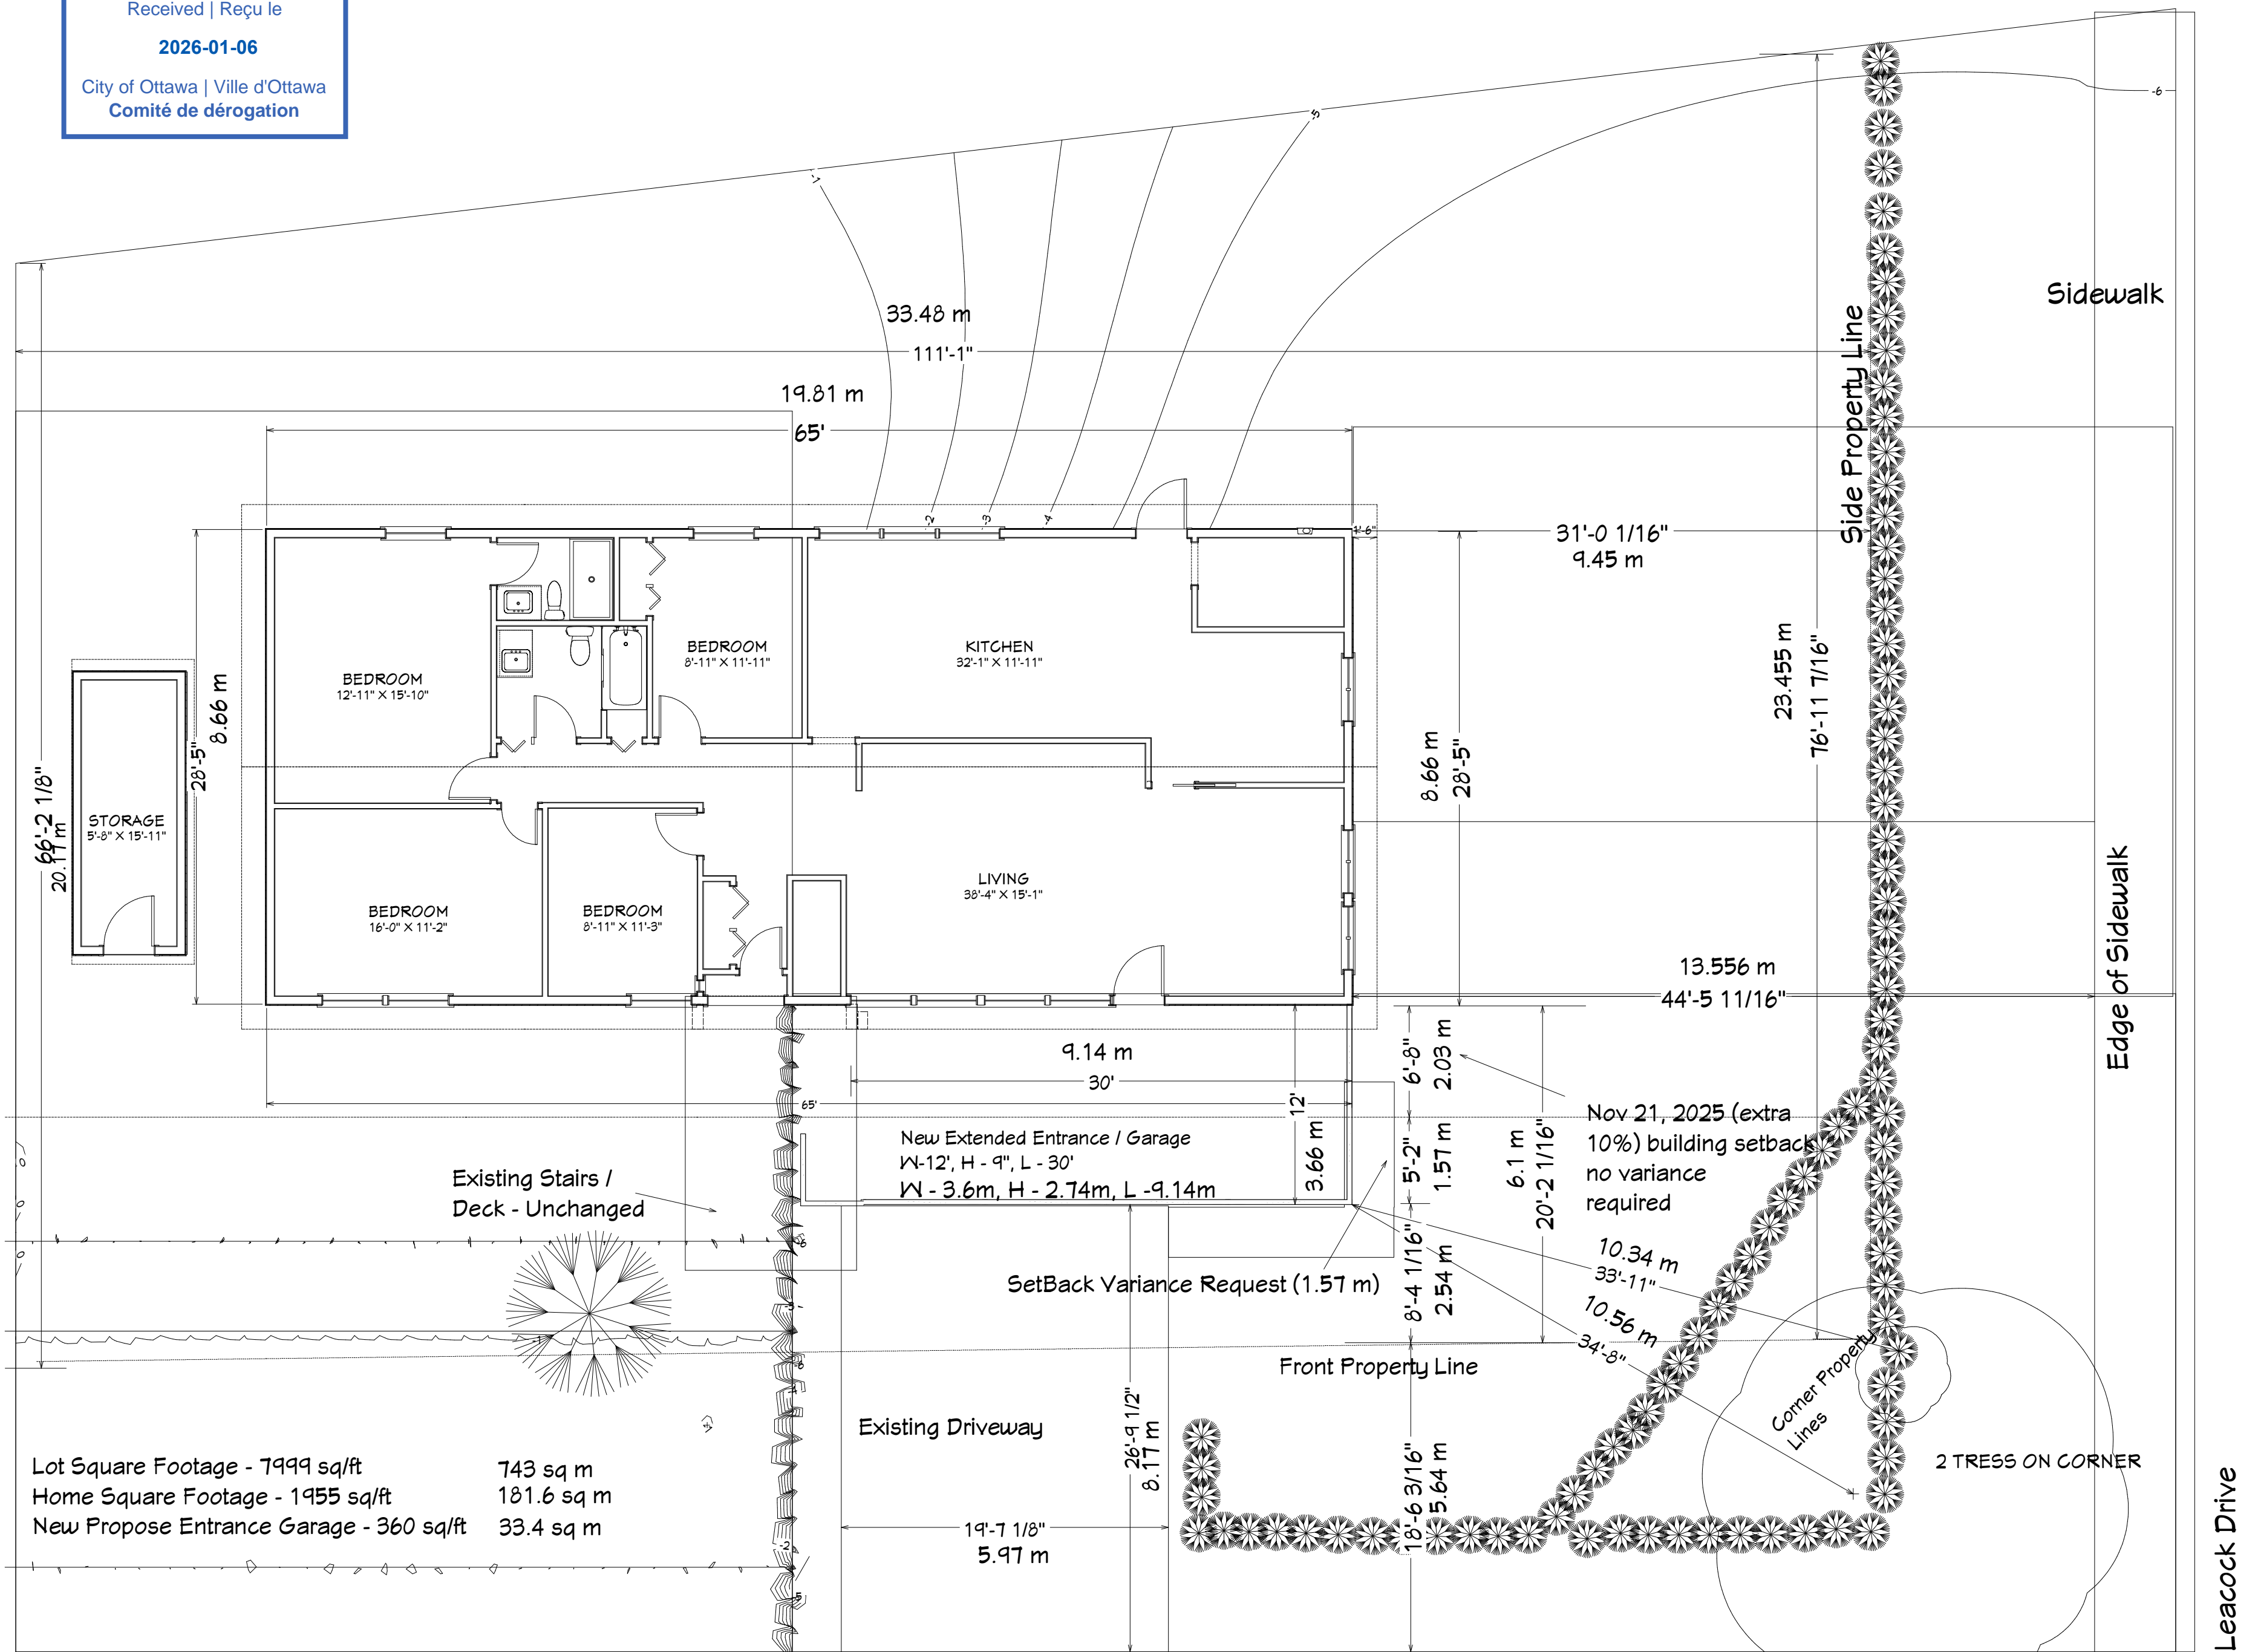 Received | Reçu le
2026-01-06
City of Ottawa | Ville d'Ottawa
Comité de dérogation
-6
-5
-1
Sidewalk
33.48 m
111'-1"
Side Property Line
19.81 m
65'
-2
-3
-4
1'-6"
31'-0 1/16"
9.45 m
BEDROOM
12'-11" X 15'-10"
BEDROOM
8'-11" X 11'-11"
KITCHEN
32'-1" X 11'-11"
8.66 m
28'-5"
23.455 m
76'-11 7/16"
8.66 m
28'-5"
66'-2 1/8"
20.17 m
STORAGE
5'-8" X 15'-11"
BEDROOM
16'-0" X 11'-2"
BEDROOM
8'-11" X 11'-3"
LIVING
38'-4" X 15'-1"
Edge of Sidewalk
13.556 m
44'-5 11/16"
9.14 m
30'
65'
12'
3.66 m
6'-8"
2.03 m
5'-2"
1.57 m
6.1 m
20'-2 1/16"
Nov 21, 2025 (extra
10%) building setback
no variance
required
New Extended Entrance / Garage
W-12', H - 9", L - 30'
W - 3.6m, H - 2.74m, L -9.14m
Existing Stairs /
Deck - Unchanged
SetBack Variance Request (1.57 m)
8'-4 1/16"
2.54 m
10.34 m
33'-11"
10.56 m
34'-8"
Front Property Line
Corner Property
Lines
Existing Driveway
26'-9 1/2"
8.17 m
18'-6 3/16"
5.64 m
2 TRESS ON CORNER
Lot Square Footage - 7999 sq/ft 743 sq m
Home Square Footage - 1955 sq/ft 181.6 sq m
New Propose Entrance Garage - 360 sq/ft 33.4 sq m
19'-7 1/8"
5.97 m
-2
Leacock Drive